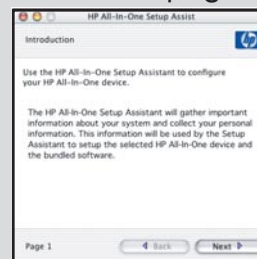 HP All-In-One Setup Assist
Introduction
hp
Use the HP All-In-One Setup Assistant to configure
your HP All-In-One device.
The HP All-In-One Setup Assistant will gather important
information about your system and collect your personal
information. This information will be used by the Setup
Assistant to setup the selected HP All-In-One device and
the bundled software.
Page 1
Back
Next